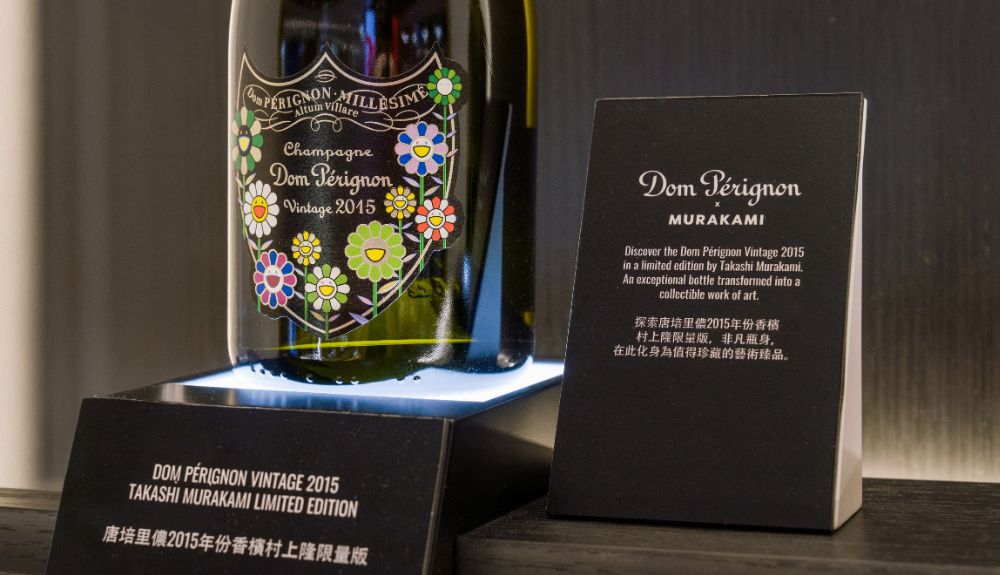 Dom PÉRIGNON · MILLÉSIMÉ
Altum Villare
Champagne
Dom Pérignon
Vintage 2015
DOM PÉRIGNON VINTAGE 2015
TAKASHI MURAKAMI LIMITED EDITION
唐培里儂2015年份香檳村上隆限量版
Dom Pérignon
x
MURAKAMI
Discover the Dom Pérignon Vintage 2015
in a limited edition by Takashi Murakami.
An exceptional bottle transformed into a
collectible work of art.
探索唐培里儂2015年份香檳
村上隆限量版，非凡瓶身，
在此化身為值得珍藏的藝術臻品。